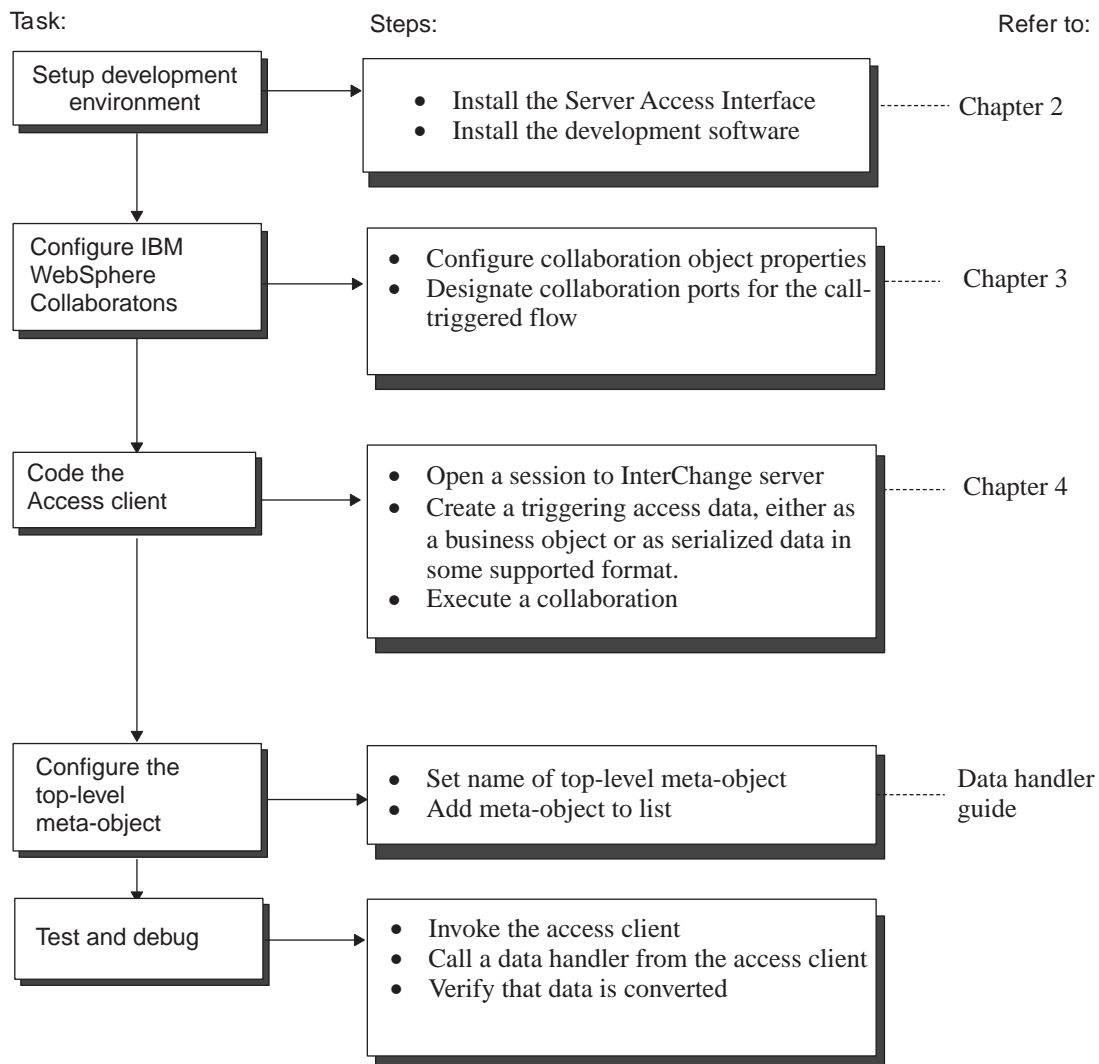 Task:
Steps:
Refer to:
Setup development
environment
• Install the Server Access Interface
• Install the development software
Chapter 2
Configure IBM
WebSphere
Collaboratons
• Configure collaboration object properties
• Designate collaboration ports for the call-
triggered flow
Chapter 3
Code the
Access client
• Open a session to InterChange server
• Create a triggering access data, either as
a business object or as serialized data in
some supported format.
• Execute a collaboration
Chapter 4
Configure the
top-level
meta-object
• Set name of top-level meta-object
• Add meta-object to list
Data handler
guide
Test and debug
• Invoke the access client
• Call a data handler from the access client
• Verify that data is converted